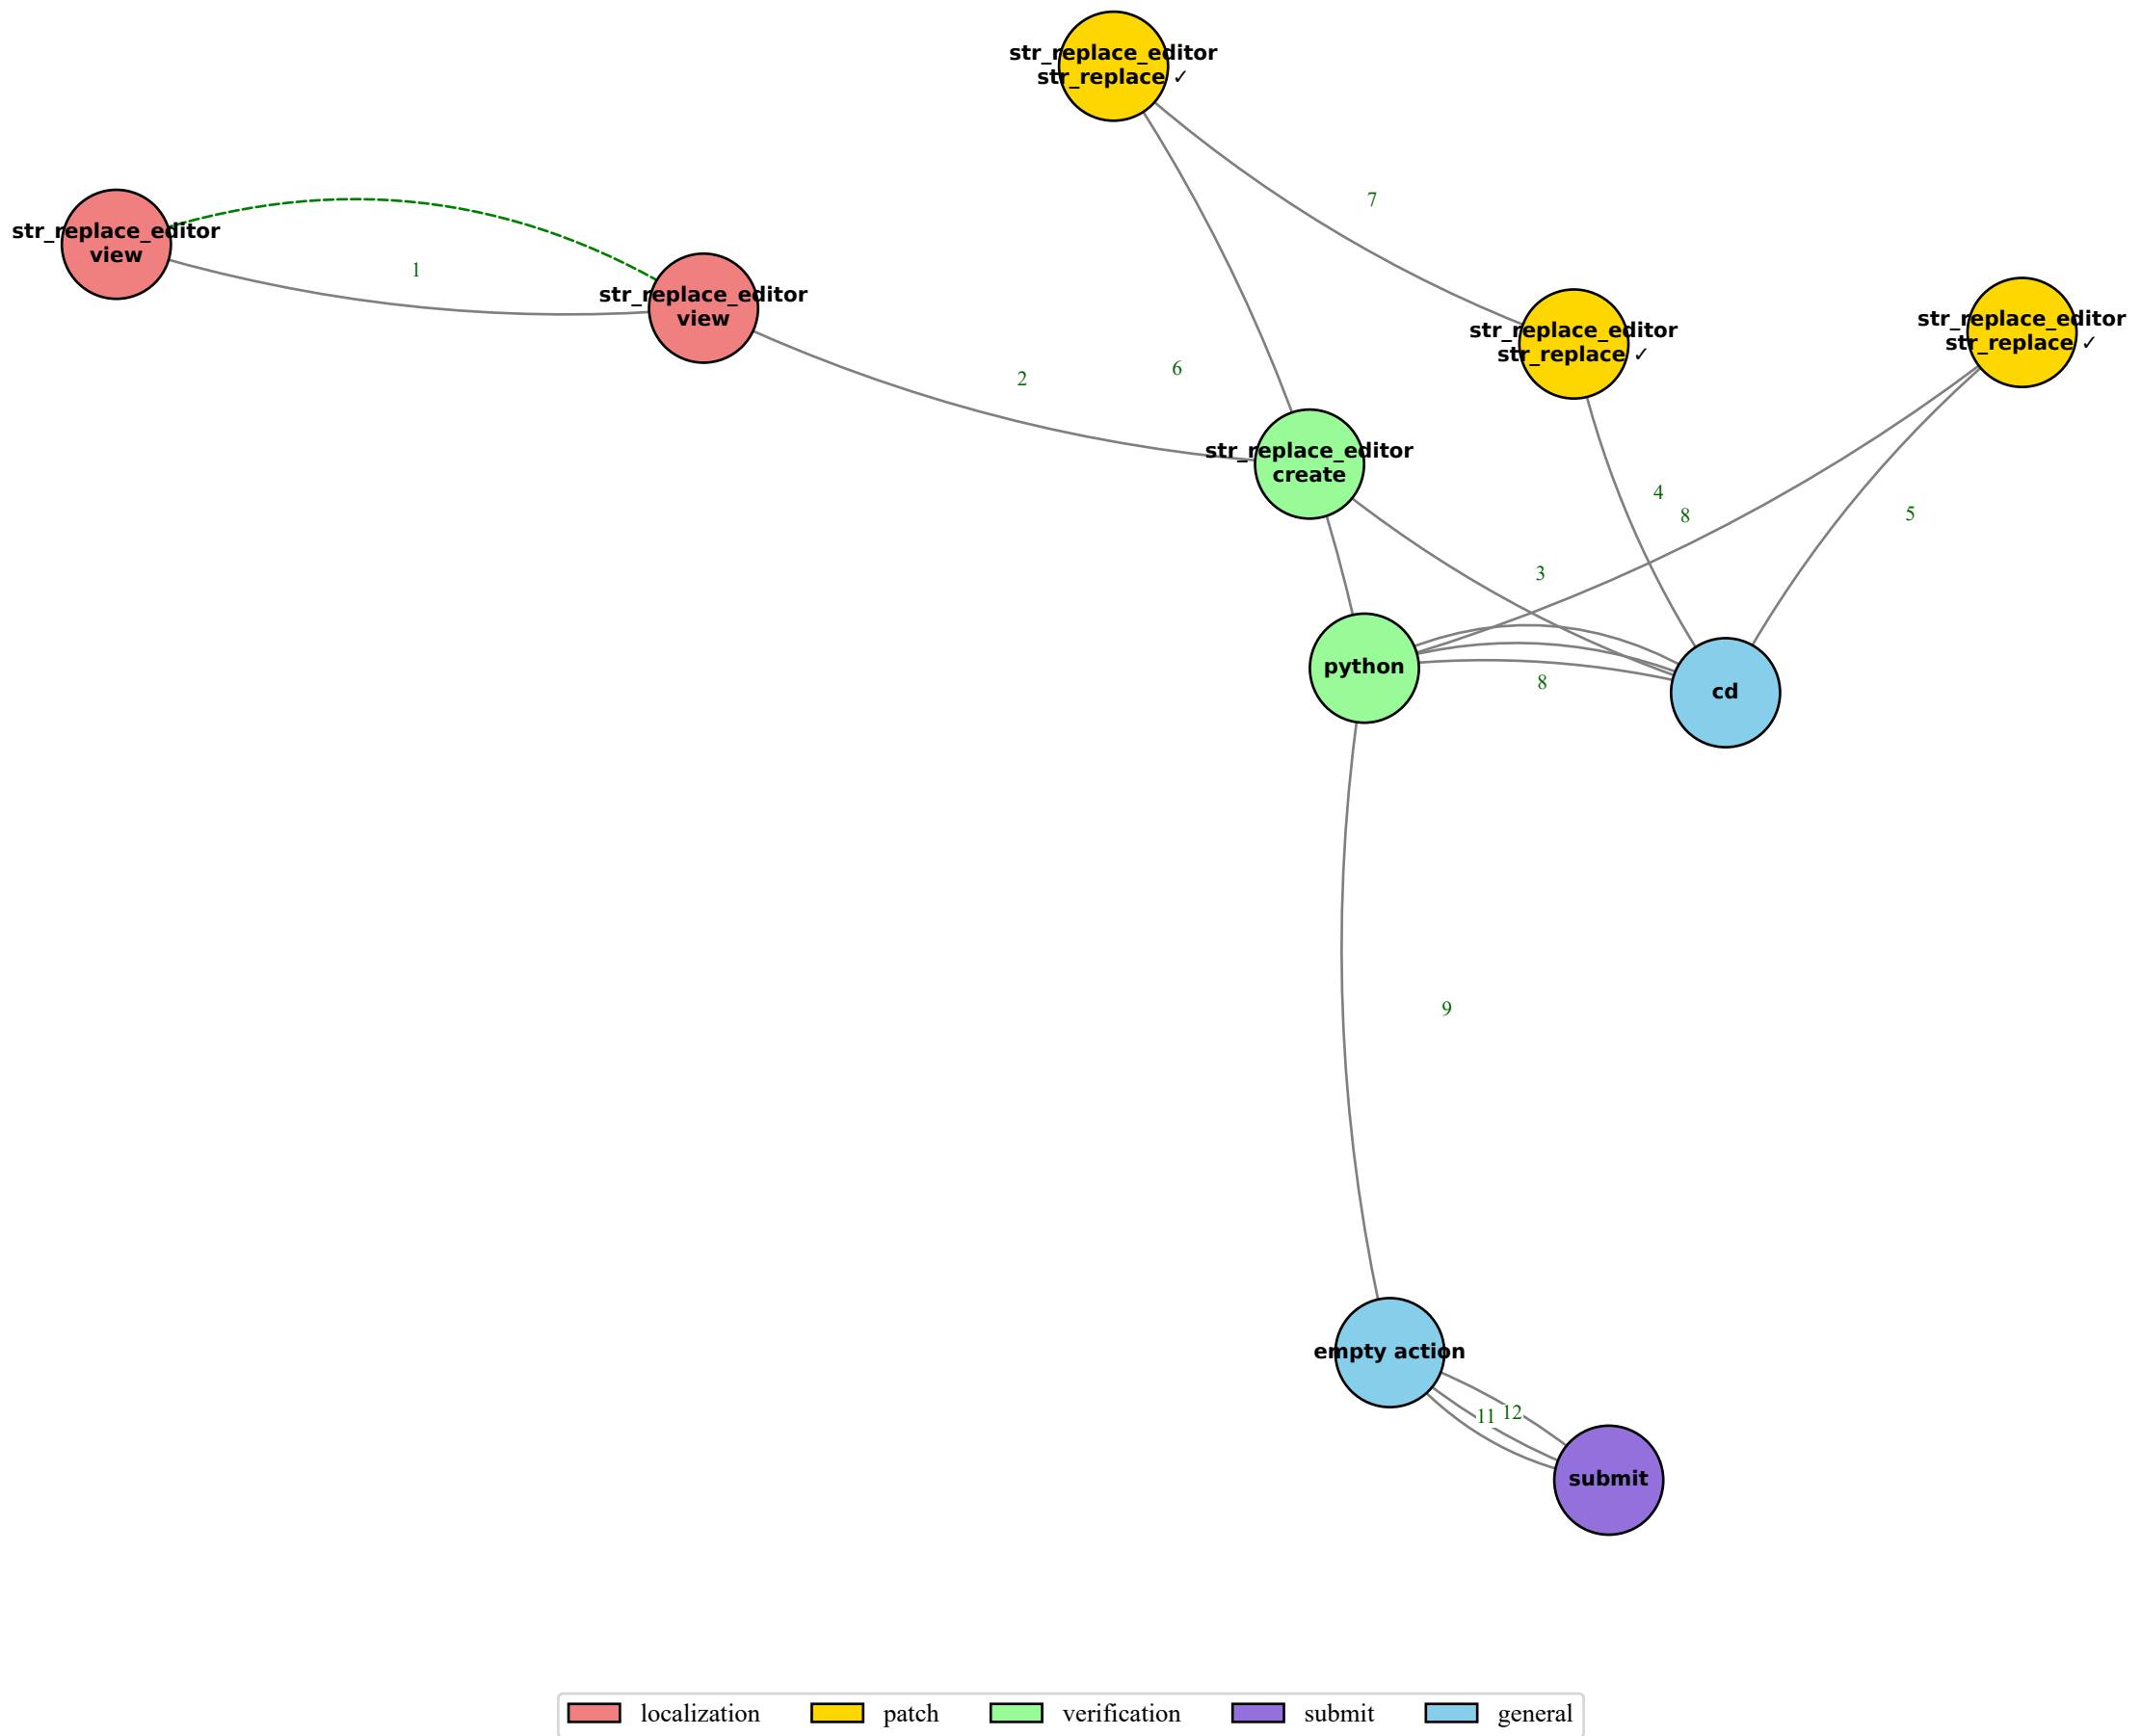 str_replace_editor
str_replace ✓
7
str_replace_editor
view
1
str_replace_editor
view
2
6
str_replace_editor
str_replace ✓
str_replace_editor
str_replace ✓
str_replace_editor
create
4
8
5
3
python
8
cd
9
empty action
11 12
submit
localization patch verification submit general